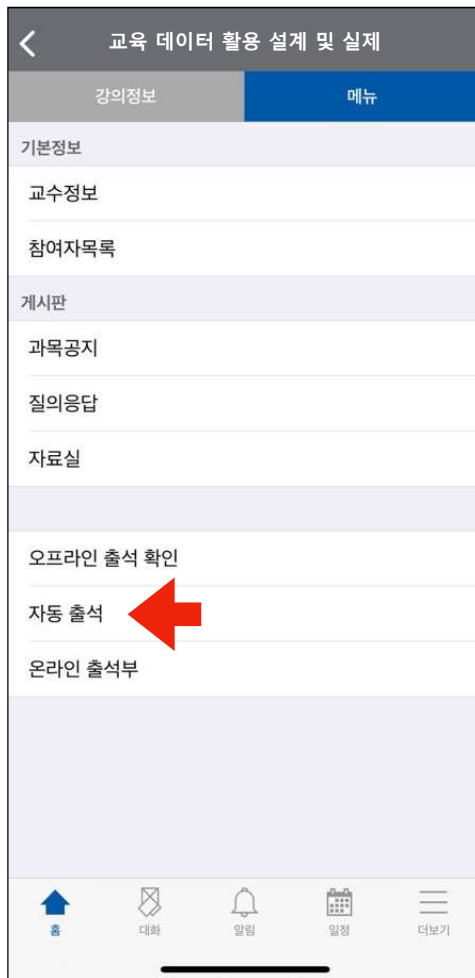 교육 데이터 활용 설계 및 실제
강의정보 메뉴
기본정보
교수정보
참여자목록
게시판
과목공지
질의응답
자료실
오프라인 출석 확인
자동 출석
온라인 출석부
홈 대화 알림 일정 더보기